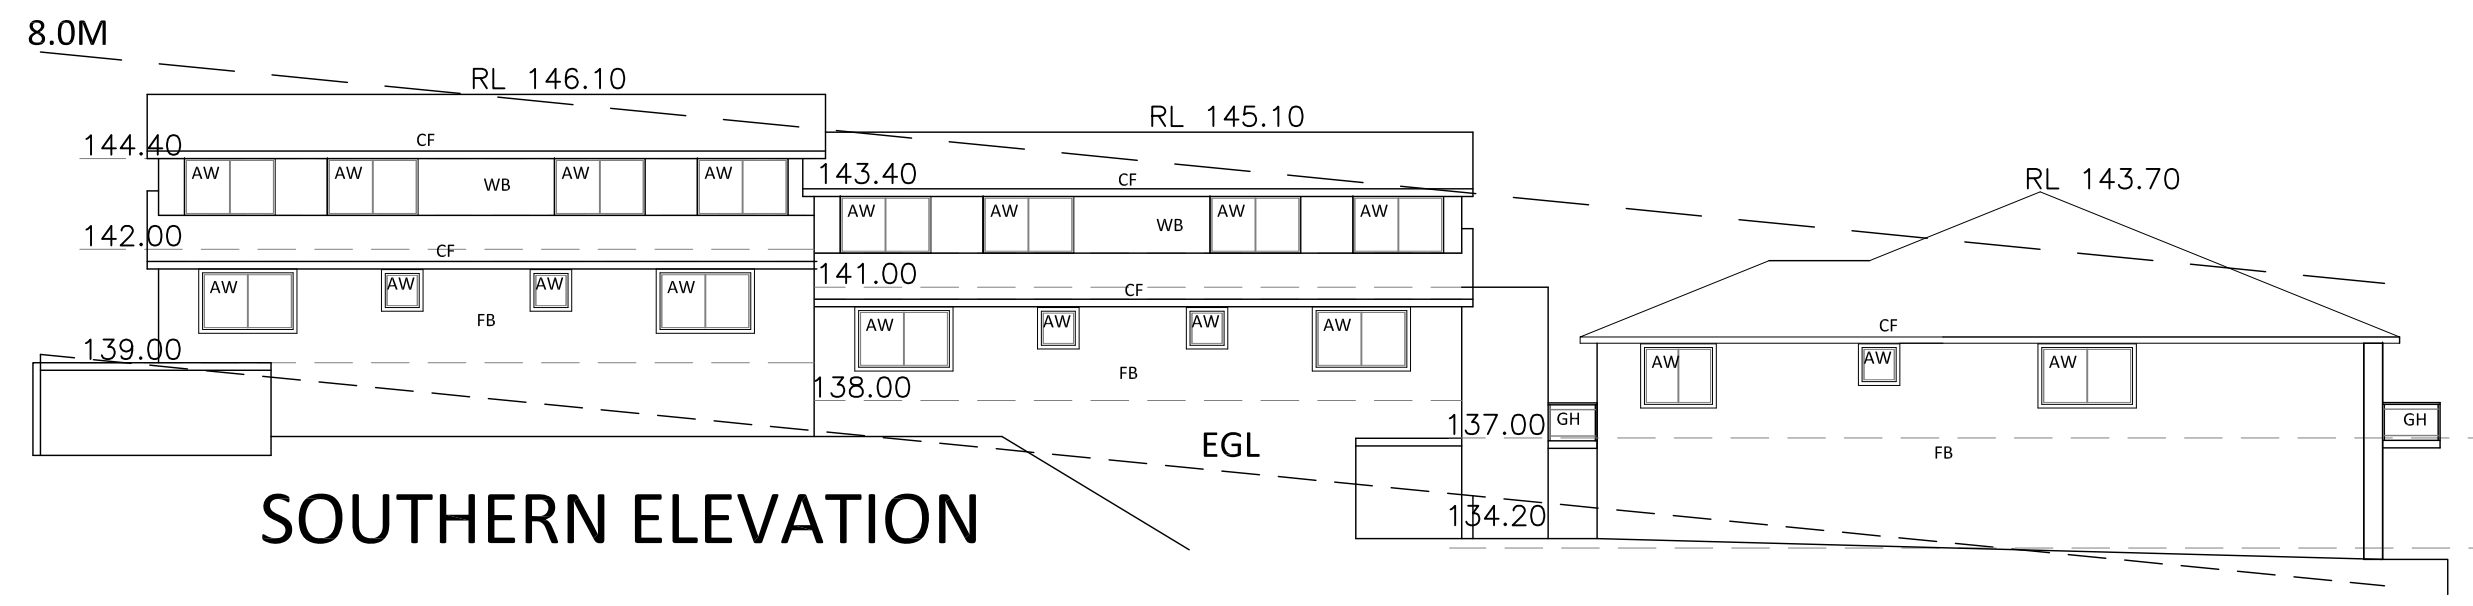 8.0M
RL 146.10
RL 145.10
144.40
CF
AW
AW
WB
AW
AW
143.40
CF
RL 143.70
AW
AW
WB
AW
AW
142.00
CF
141.00
CF
AW
AW
AW
AW
FB
AW
AW
AW
AW
FB
CF
AW
AW
AW
139.00
138.00
137.00
GH
GH
EGL
FB
SOUTHERN ELEVATION
134.20